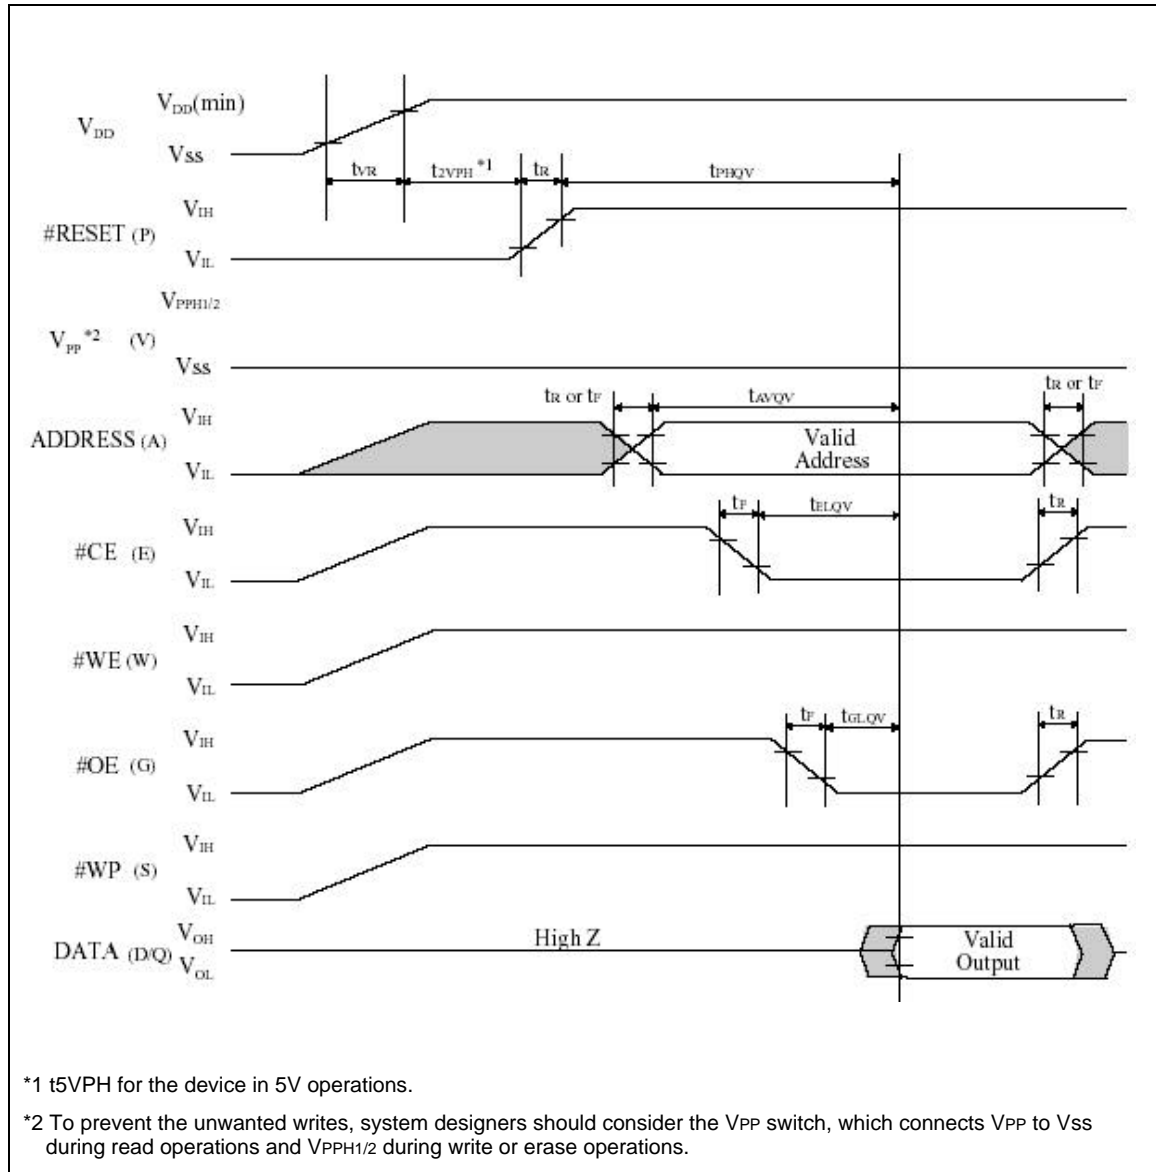 VDD(min)
VDD
VSS
tVR
t2VPH *1
tR
tPHQV
VIH
#RESET (P)
VIL
VPPH1/2
VPP *2 (V)
VSS
tR or tF
tAVQV
tR or tF
VIH
ADDRESS (A)
Valid
Address
VIL
tF
tELQV
tR
VIH
#CE (E)
VIL
VIH
#WE (W)
VIL
tF
tGLQV
tR
VIH
#OE (G)
VIL
VIH
#WP (S)
VIL
VOH
High Z
Valid
Output
DATA (D/Q)
VOL
*1 t5VPH for the device in 5V operations.
*2 To prevent the unwanted writes, system designers should consider the VPP switch, which connects VPP to Vss
during read operations and VPPH1/2 during write or erase operations.